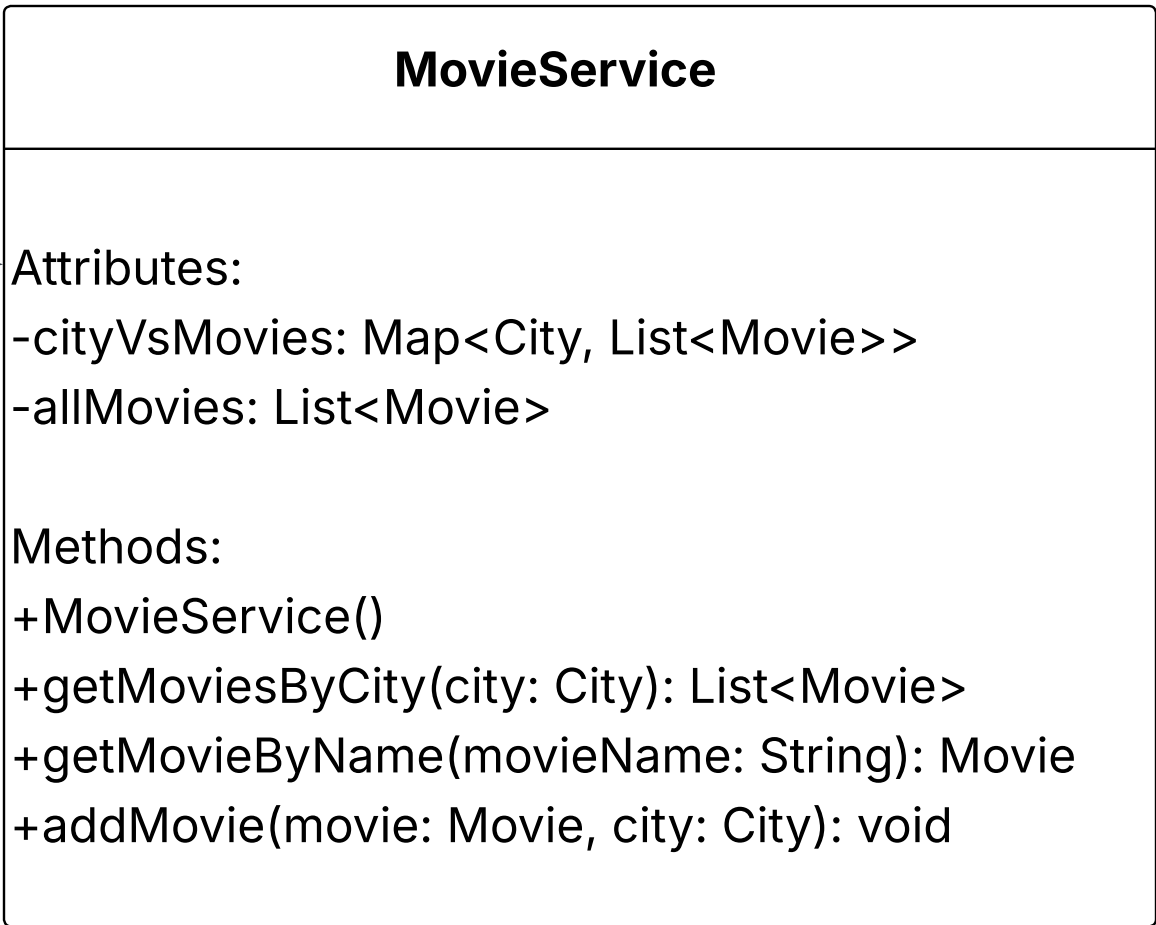 MovieService
Attributes:
-cityVsMovies: Map<City, List<Movie>>
-allMovies: List<Movie>
Methods:
+MovieService()
+getMoviesByCity(city: City): List<Movie>
+getMovieByName(movieName: String): Movie
+addMovie(movie: Movie, city: City): void